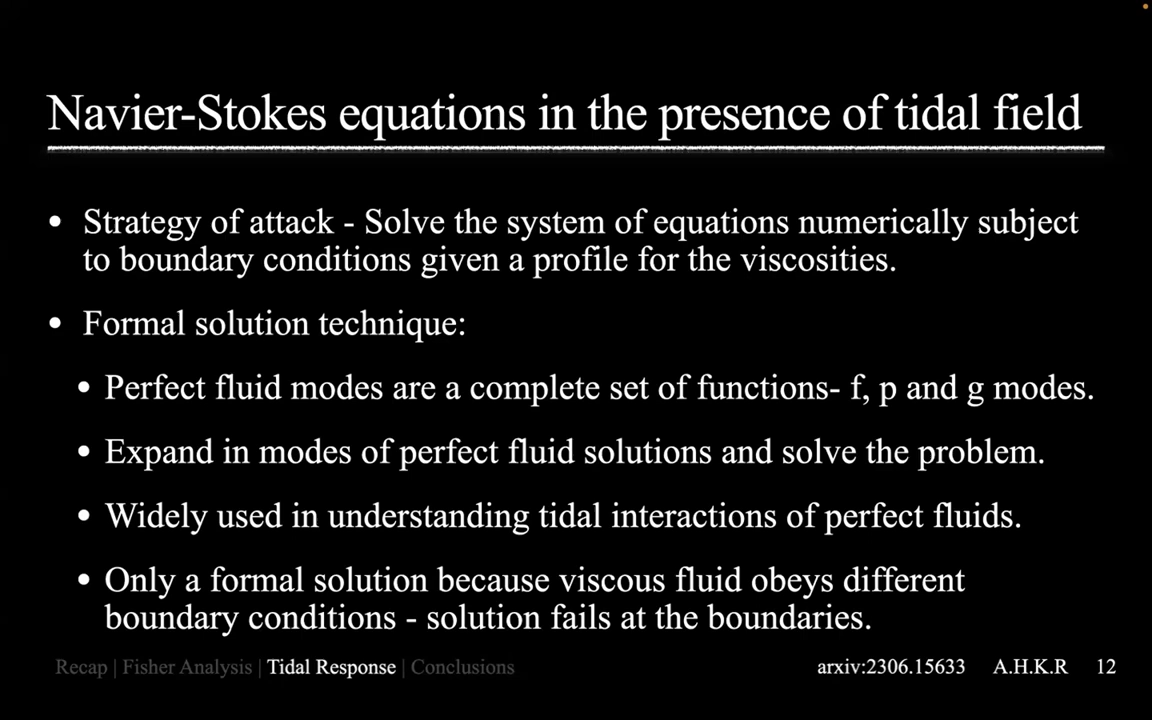 Navier-Stokes equations in the presence of tidal field
• Strategy of attack - Solve the system of equations numerically subject
to boundary conditions given a profile for the viscosities.
• Formal solution technique:
• Perfect fluid modes are a complete set of functions- f, p and g modes.
• Expand in modes of perfect fluid solutions and solve the problem.
• Widely used in understanding tidal interactions of perfect fluids.
• Only a formal solution because viscous fluid obeys different
boundary conditions - solution fails at the boundaries.
Recap | Fisher Analysis | Tidal Response | Conclusions arxiv:2306.15633 A.H.K.R 12